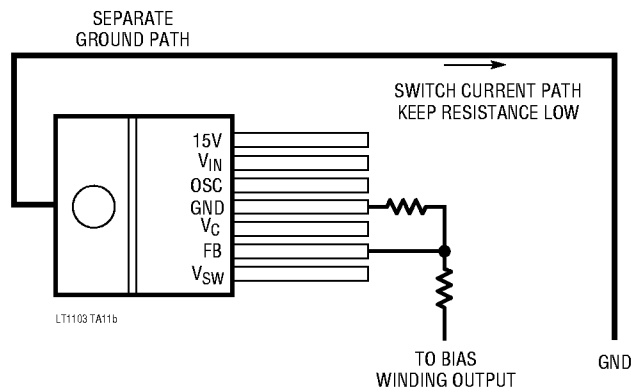 SEPARATE
GROUND PATH
SWITCH CURRENT PATH
KEEP RESISTANCE LOW
15V
VIN
OSC
GND
VC
FB
VSW
LT1103 TA11b
TO BIAS
WINDING OUTPUT
GND